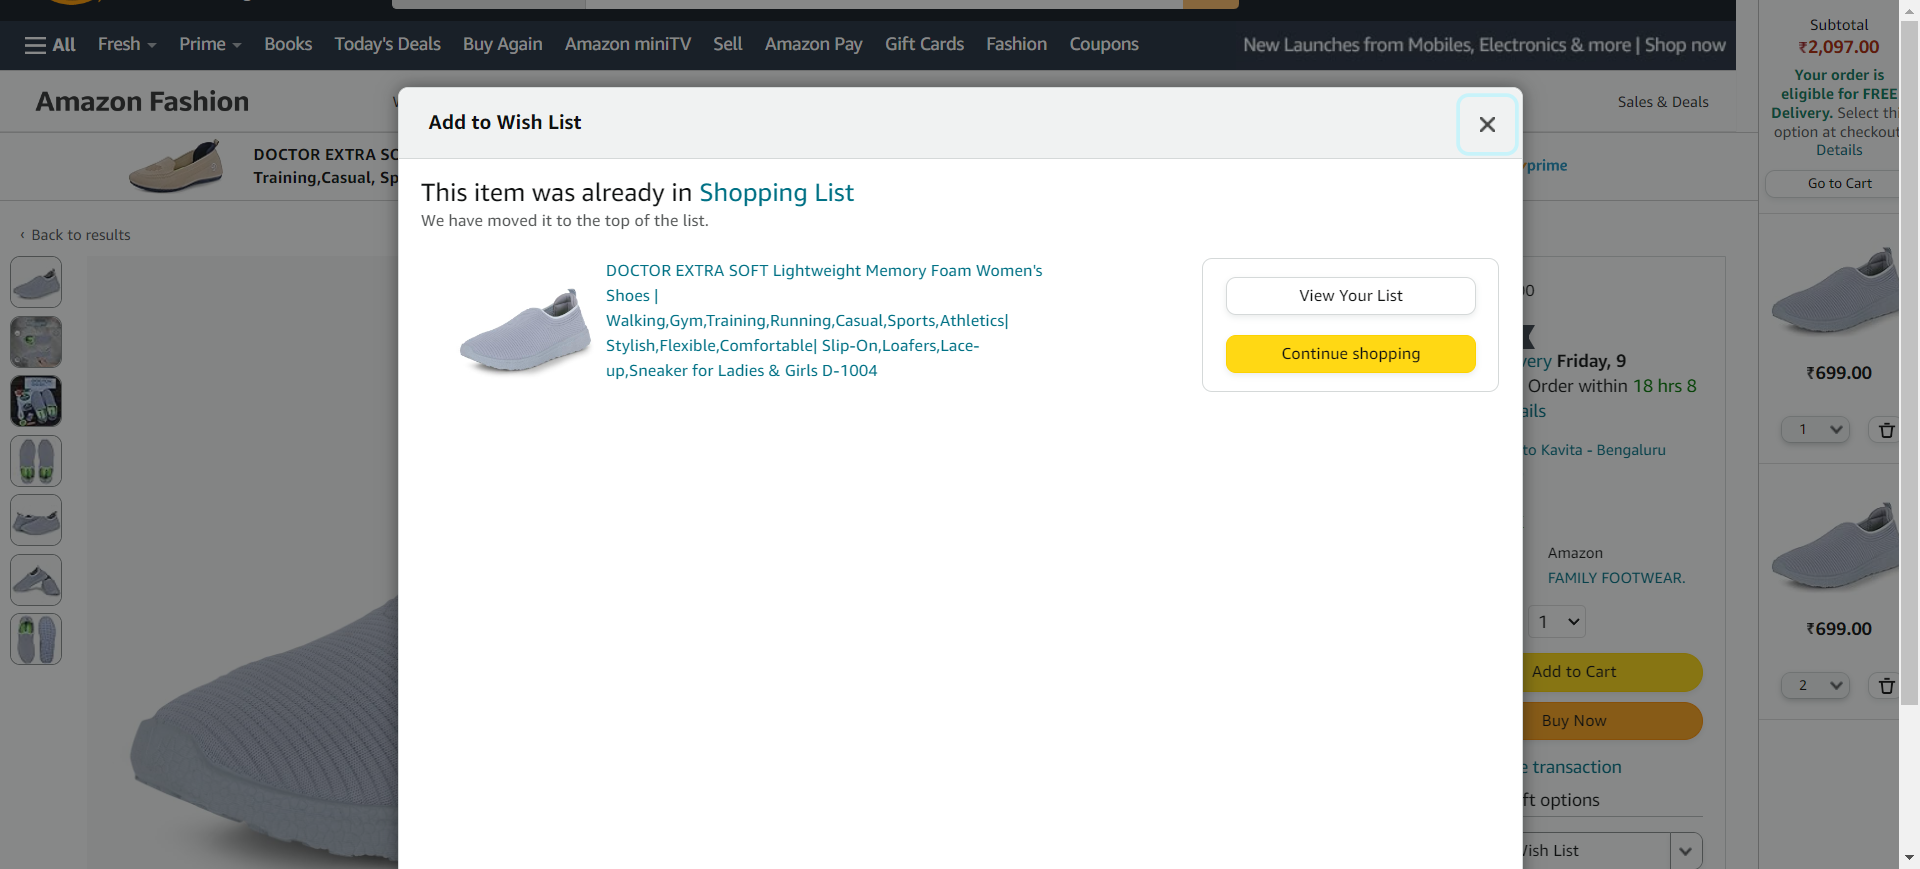 All Fresh Prime Books Today's Deals Buy Again Amazon miniTV Sell Amazon Pay Gift Cards Fashion Coupons New Launches from Mobiles, Electronics & more | Shop now
Amazon Fashion
Sales & Deals
DOCTOR EXTRA
Training,Casual,
prime
‹ Back to results
Add to Wish List
This item was already in Shopping List
We have moved it to the top of the list.
DOCTOR EXTRA SOFT Lightweight Memory Foam Women's
Shoes |
Walking,Gym,Training,Running,Casual,Sports,Athletics|
Stylish,Flexible,Comfortable| Slip-On,Loafers,Lace-
up,Sneaker for Ladies & Girls D-1004
View Your List
Continue shopping
Friday, 9
Order within 18 hrs 8
to Kavita - Bengaluru
Amazon
FAMILY FOOTWEAR.
1
Add to Cart
Buy Now
transaction
options
List
Subtotal
₹2,097.00
Your order is
eligible for FREE
Delivery. Select
option at checkout
Details
Go to Cart
₹699.00
1
₹699.00
2